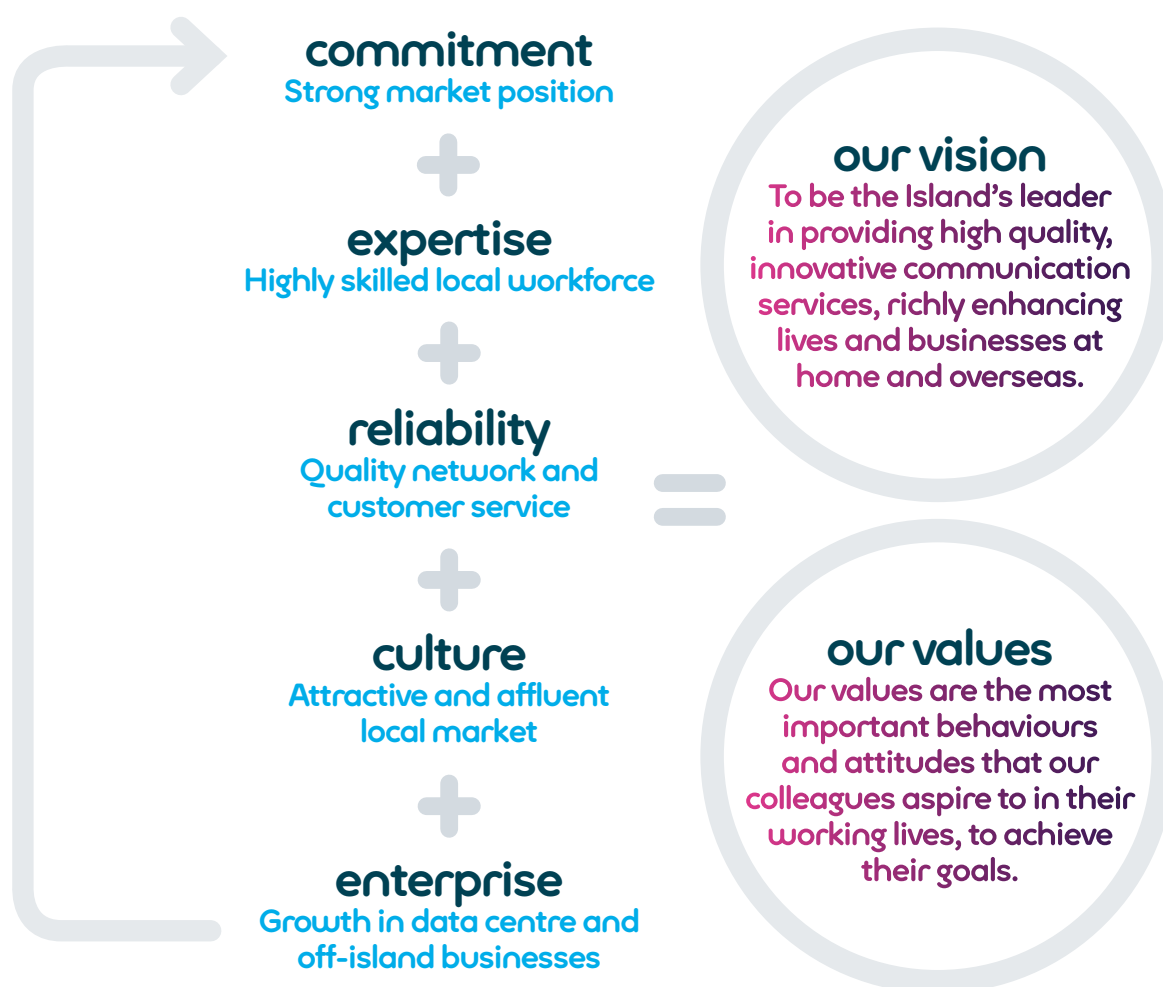 commitment
Strong market position
+
expertise
Highly skilled local workforce
+
reliability
Quality network and
customer service
+
culture
Attractive and affluent
local market
+
enterprise
Growth in data centre and
off-island businesses
=
our vision
To be the Island’s leader
in providing high quality,
innovative communication
services, richly enhancing
lives and businesses at
home and overseas.
our values
Our values are the most
important behaviours
and attitudes that our
colleagues aspire to in their
working lives, to achieve
their goals.